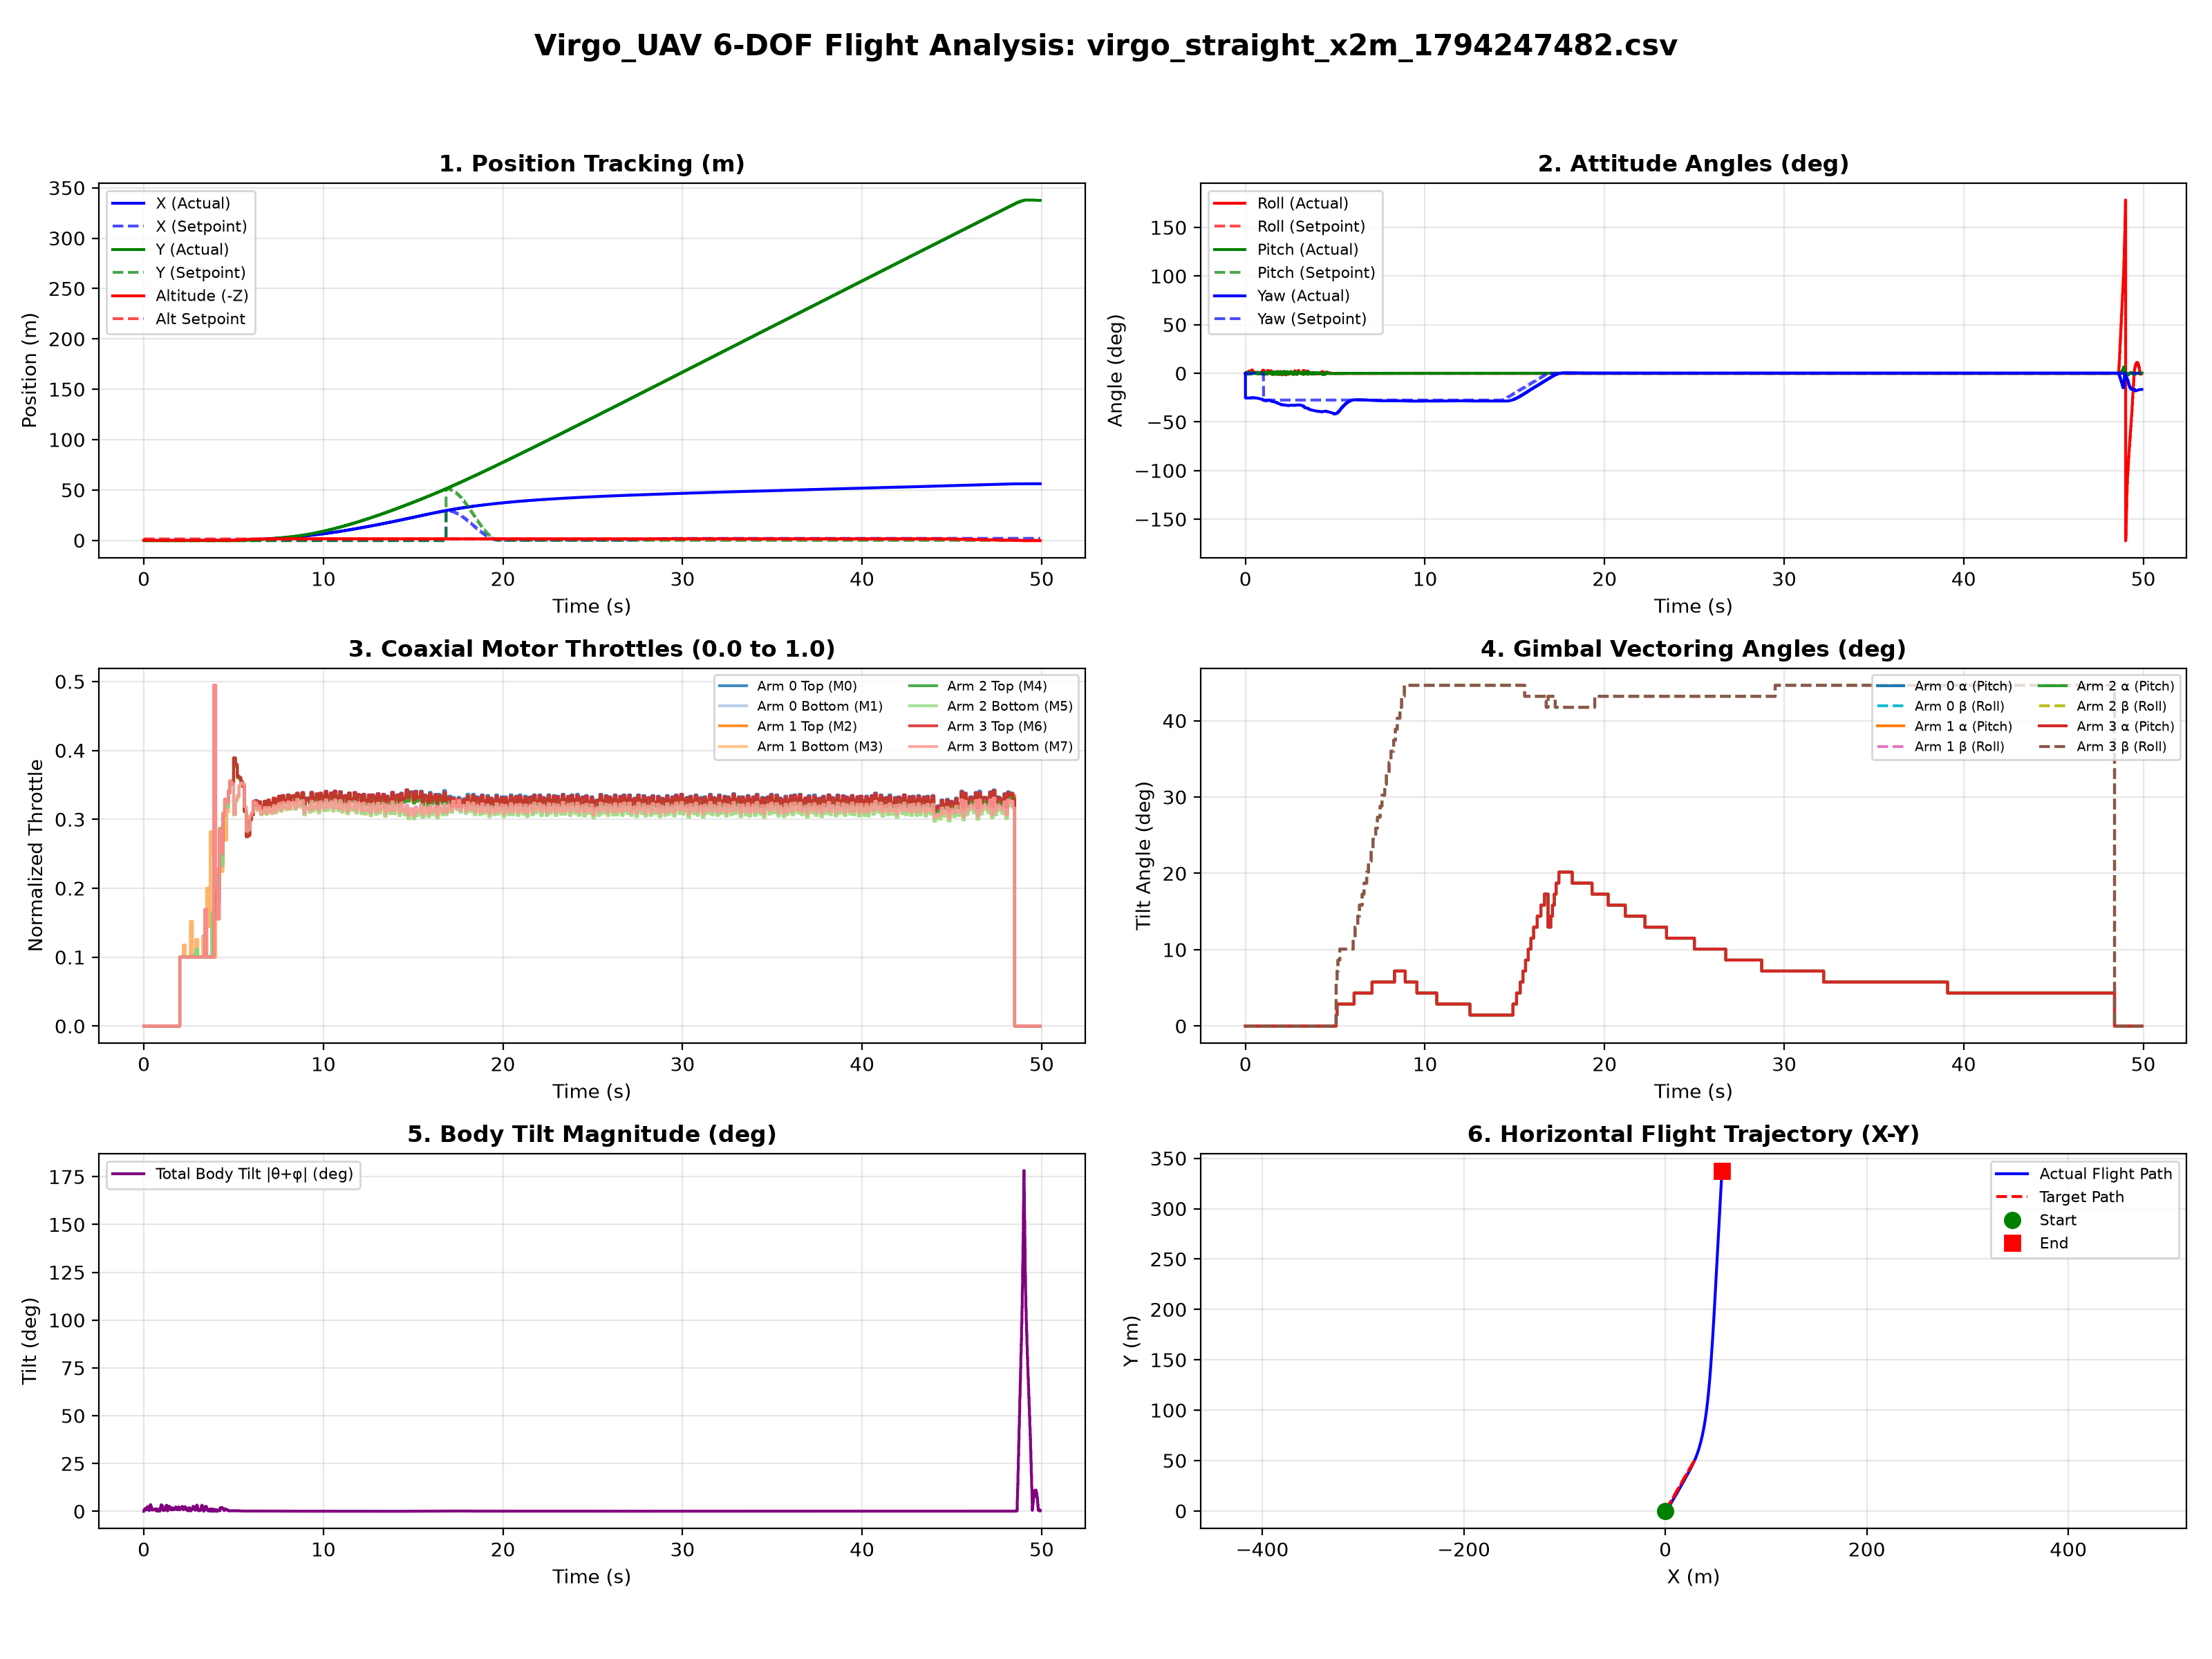 Virgo_UAV 6-DOF Flight Analysis: virgo_straight_x2m_1794247482.csv
1. Position Tracking (m)
350
300
250
200
150
100
50
0
Position (m)
X (Actual)
X (Setpoint)
Y (Actual)
Y (Setpoint)
Altitude (-Z)
Alt Setpoint
0 10 20 30 40 50
Time (s)
2. Attitude Angles (deg)
150
100
50
0
−50
−100
−150
Angle (deg)
Roll (Actual)
Roll (Setpoint)
Pitch (Actual)
Pitch (Setpoint)
Yaw (Actual)
Yaw (Setpoint)
0 10 20 30 40 50
Time (s)
3. Coaxial Motor Throttles (0.0 to 1.0)
0.5
0.4
0.3
0.2
0.1
0.0
Normalized Throttle
Arm 0 Top (M0)
Arm 0 Bottom (M1)
Arm 1 Top (M2)
Arm 1 Bottom (M3)
Arm 2 Top (M4)
Arm 2 Bottom (M5)
Arm 3 Top (M6)
Arm 3 Bottom (M7)
0 10 20 30 40 50
Time (s)
4. Gimbal Vectoring Angles (deg)
40
30
20
10
0
Tilt Angle (deg)
Arm 0 α (Pitch)
Arm 0 β (Roll)
Arm 1 α (Pitch)
Arm 1 β (Roll)
Arm 2 α (Pitch)
Arm 2 β (Roll)
Arm 3 α (Pitch)
Arm 3 β (Roll)
0 10 20 30 40 50
Time (s)
5. Body Tilt Magnitude (deg)
175
150
125
100
75
50
25
0
Tilt (deg)
Total Body Tilt |θ+φ| (deg)
0 10 20 30 40 50
Time (s)
6. Horizontal Flight Trajectory (X-Y)
350
300
250
200
150
100
50
0
Y (m)
Actual Flight Path
Target Path
Start
End
−400 −200 0 200 400
X (m)